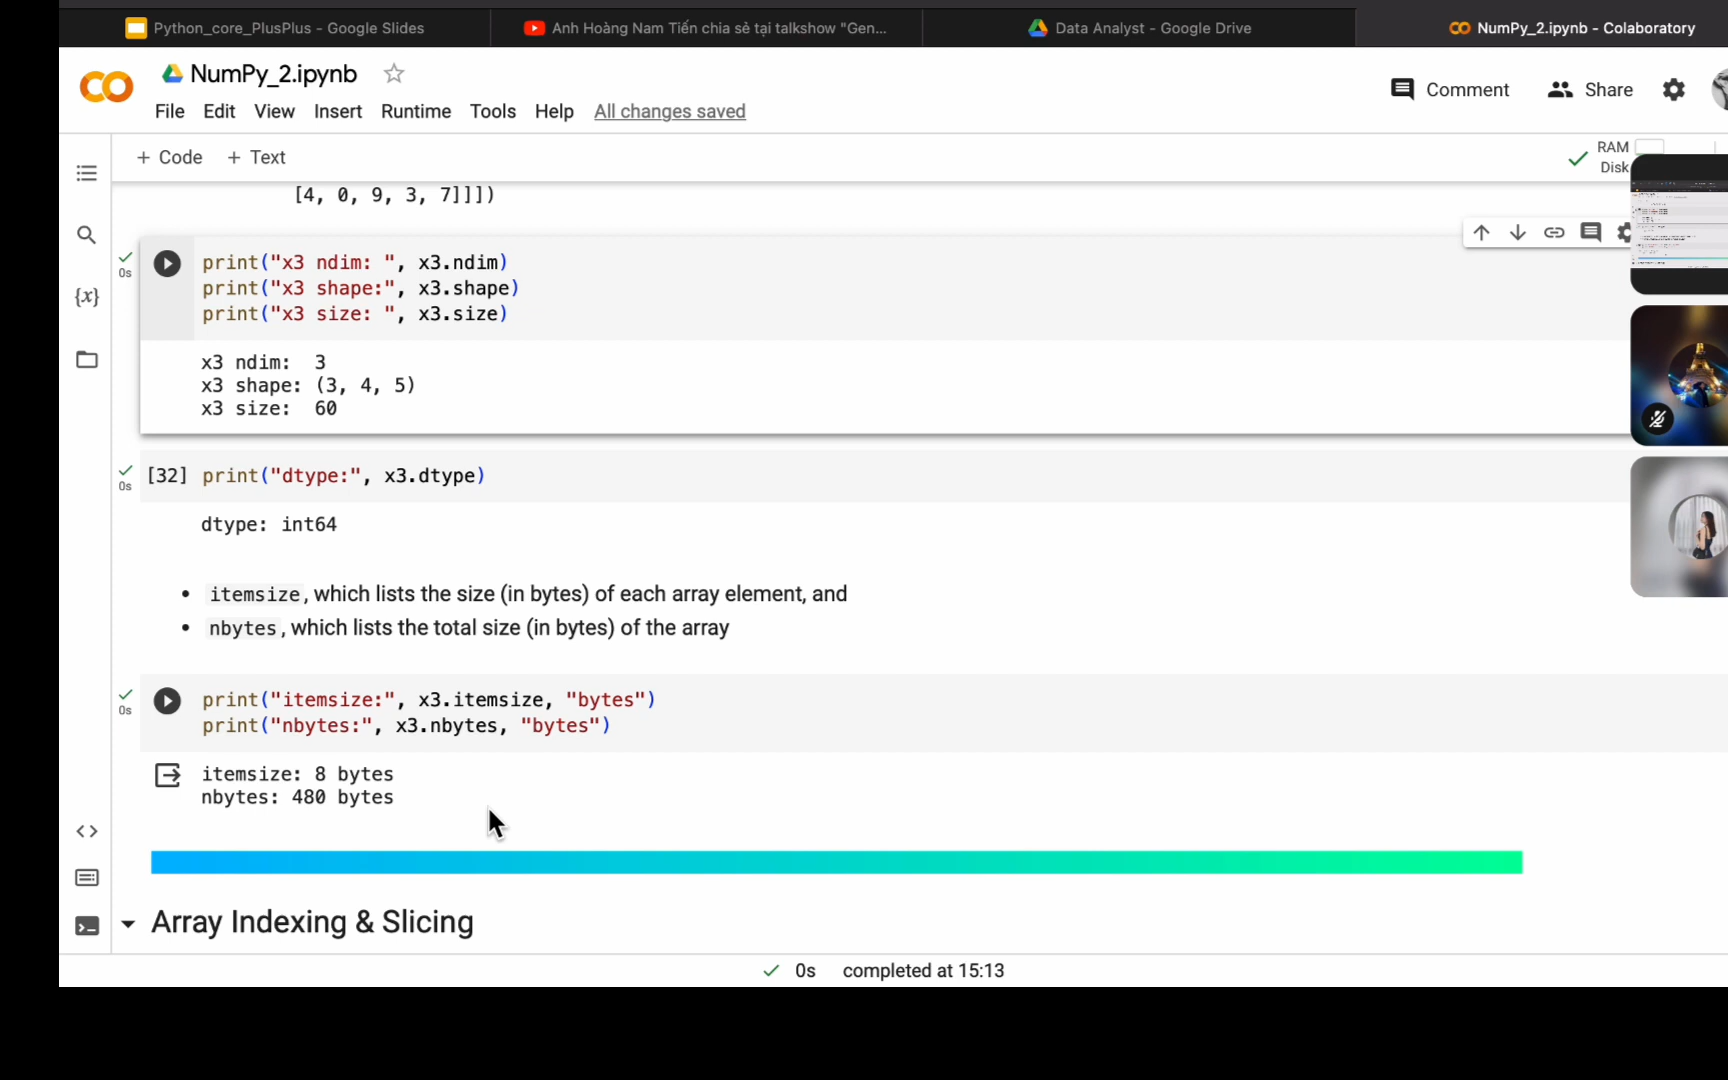 Python_core_PlusPlus - Google Slides
Anh Hoàng Nam Tiến chia sẻ tại talkshow "Gen...
Data Analyst - Google Drive
NumPy_2.ipynb - Colaboratory
NumPy_2.ipynb
Comment
Share
File Edit View Insert Runtime Tools Help All changes saved
+ Code + Text
RAM
Disk
[4, 0, 9, 3, 7]]])
0s
print("x3 ndim: ", x3.ndim)
print("x3 shape:", x3.shape)
print("x3 size: ", x3.size)
x3 ndim:  3
x3 shape: (3, 4, 5)
x3 size:  60
0s
[32] print("dtype:", x3.dtype)
dtype: int64
• itemsize, which lists the size (in bytes) of each array element, and
• nbytes, which lists the total size (in bytes) of the array
0s
print("itemsize:", x3.itemsize, "bytes")
print("nbytes:", x3.nbytes, "bytes")
itemsize: 8 bytes
nbytes: 480 bytes
Array Indexing & Slicing
0s completed at 15:13